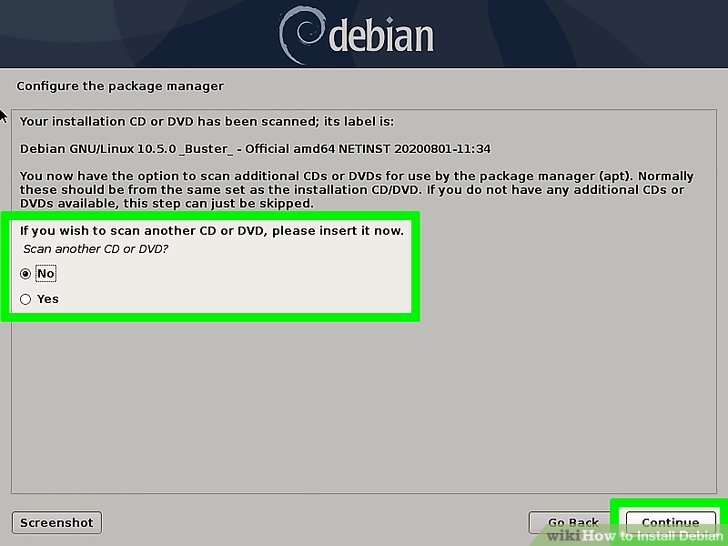 debian
Configure the package manager
Your installation CD or DVD has been scanned; its label is:
Debian GNU/Linux 10.5.0 _Buster_ - Official amd64 NETINST 20200801-11:34
You now have the option to scan additional CDs or DVDs for use by the package manager (apt). Normally
these should be from the same set as the installation CD/DVD. If you do not have any additional CDs or
DVDs available, this step can just be skipped.
If you wish to scan another CD or DVD, please insert it now.
Scan another CD or DVD?
No
Yes
Screenshot
Go Back
Continue
wikiHow to Install Debian